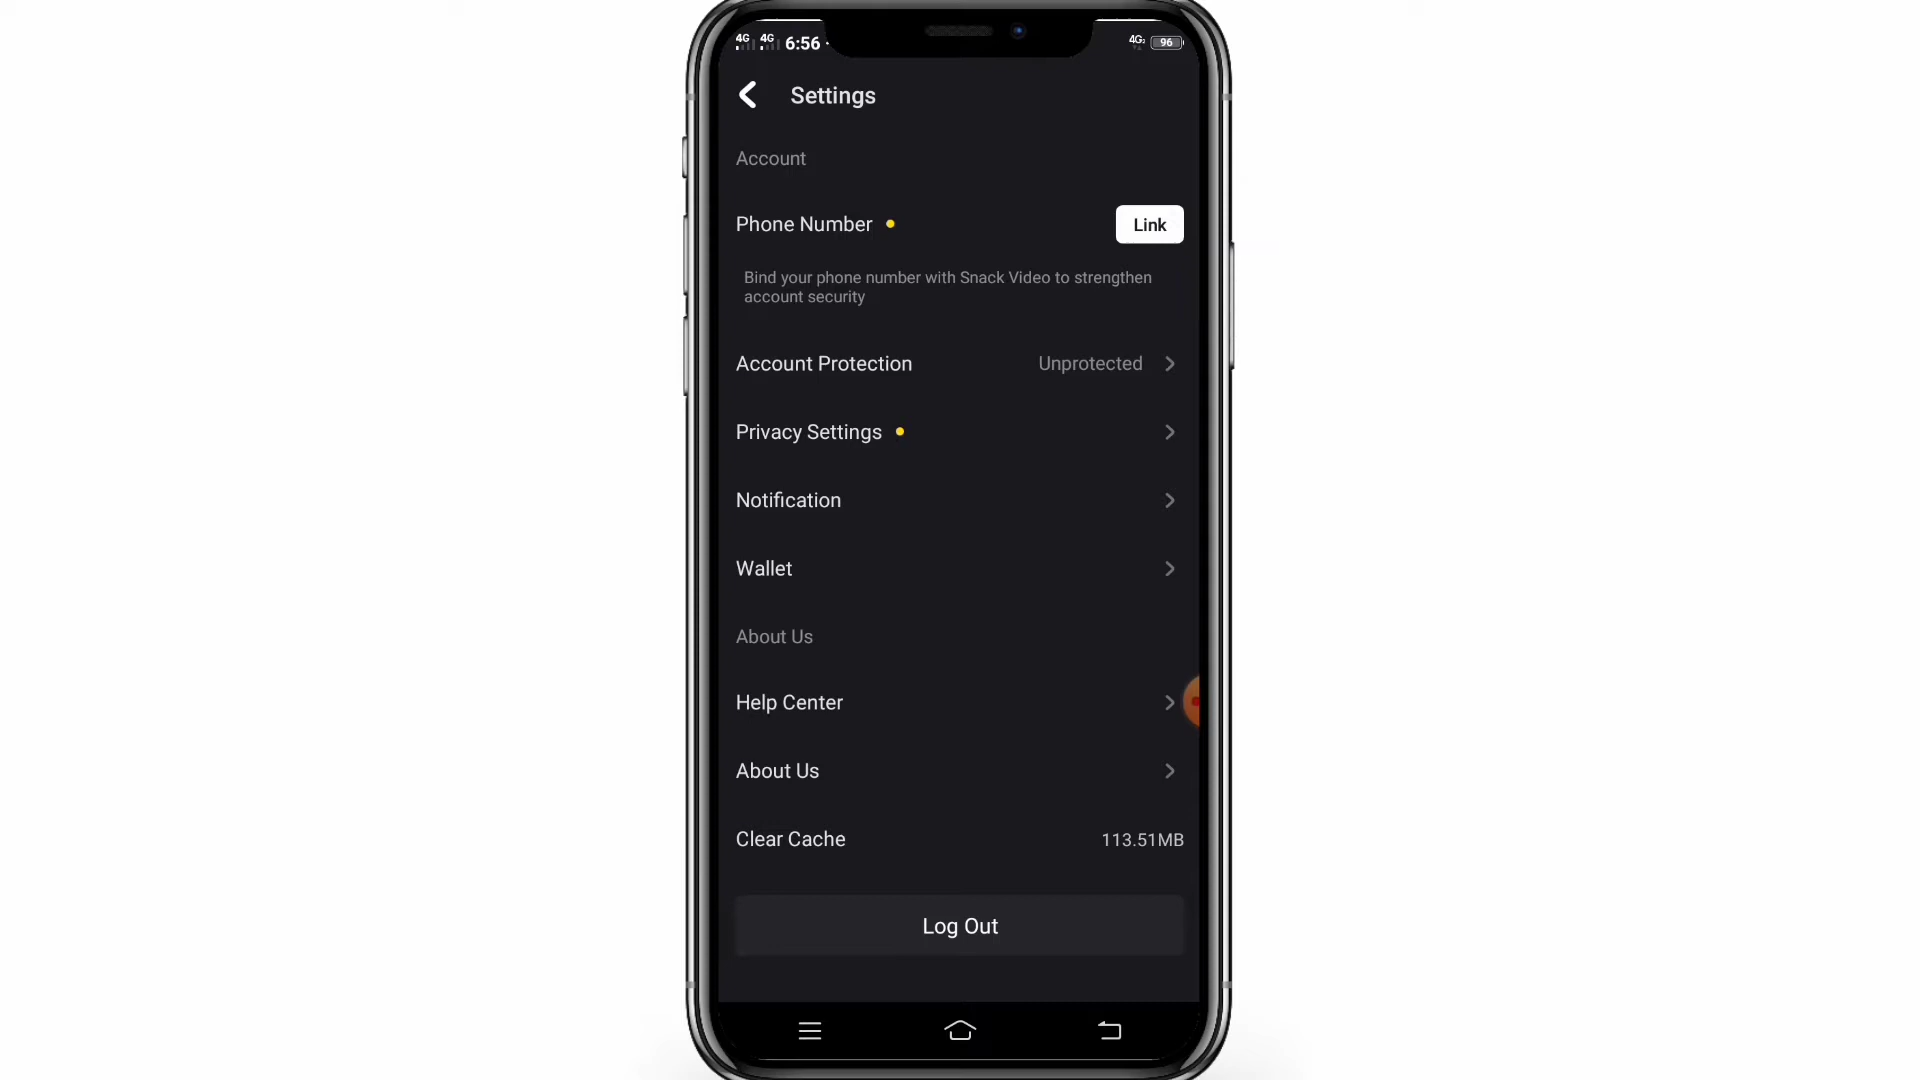 4G 4G 6:56
4G 96
Settings
Account
Phone Number
Link
Bind your phone number with Snack Video to strengthen
account security
Account Protection Unprotected
Privacy Settings
Notification
Wallet
About Us
Help Center
About Us
Clear Cache 113.51MB
Log Out